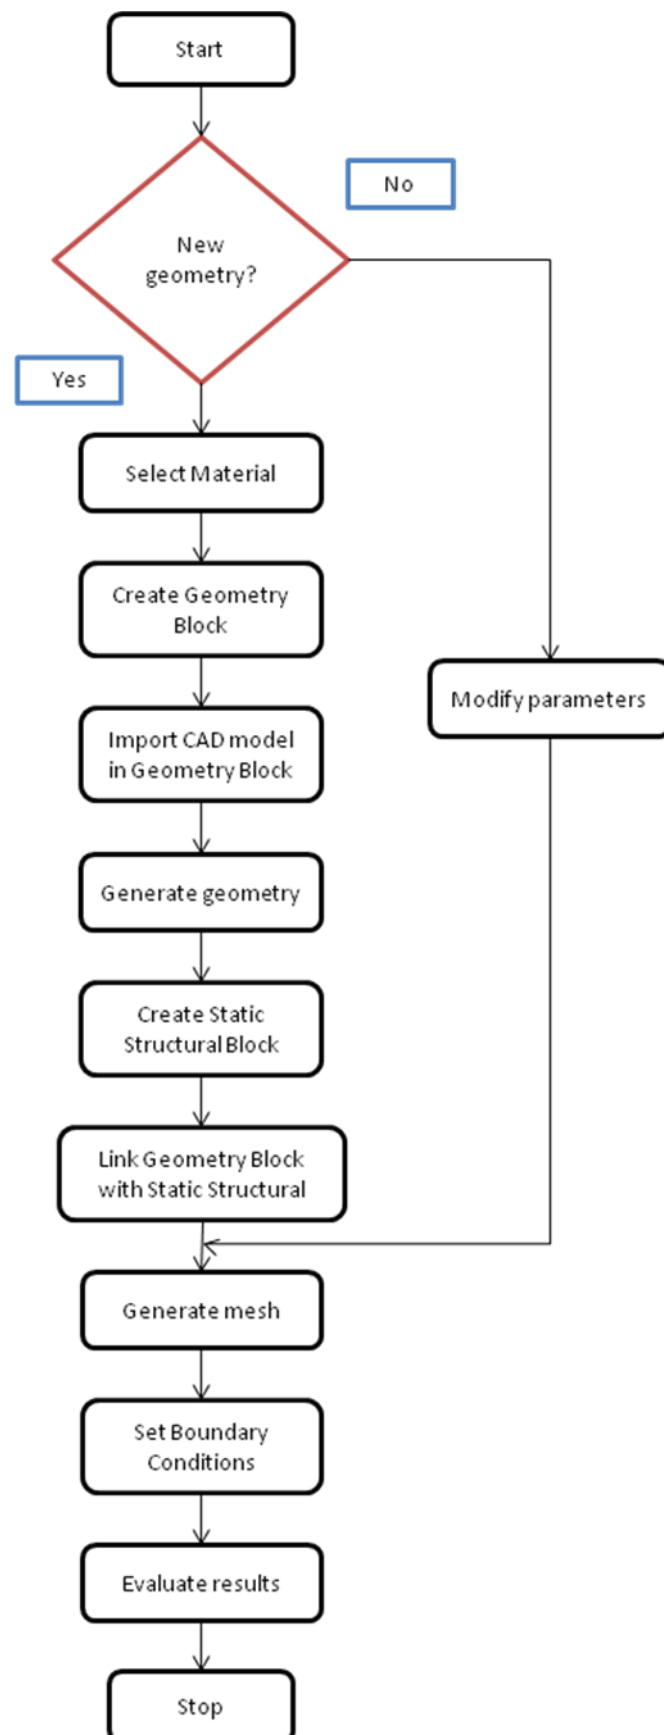 Start
No
New
geometry?
Yes
Select Material
Create Geometry
Block
Modify parameters
Import CAD model
in Geometry Block
Generate geometry
Create Static
Structural Block
Link Geometry Block
with Static Structural
Generate mesh
Set Boundary
Conditions
Evaluate results
Stop